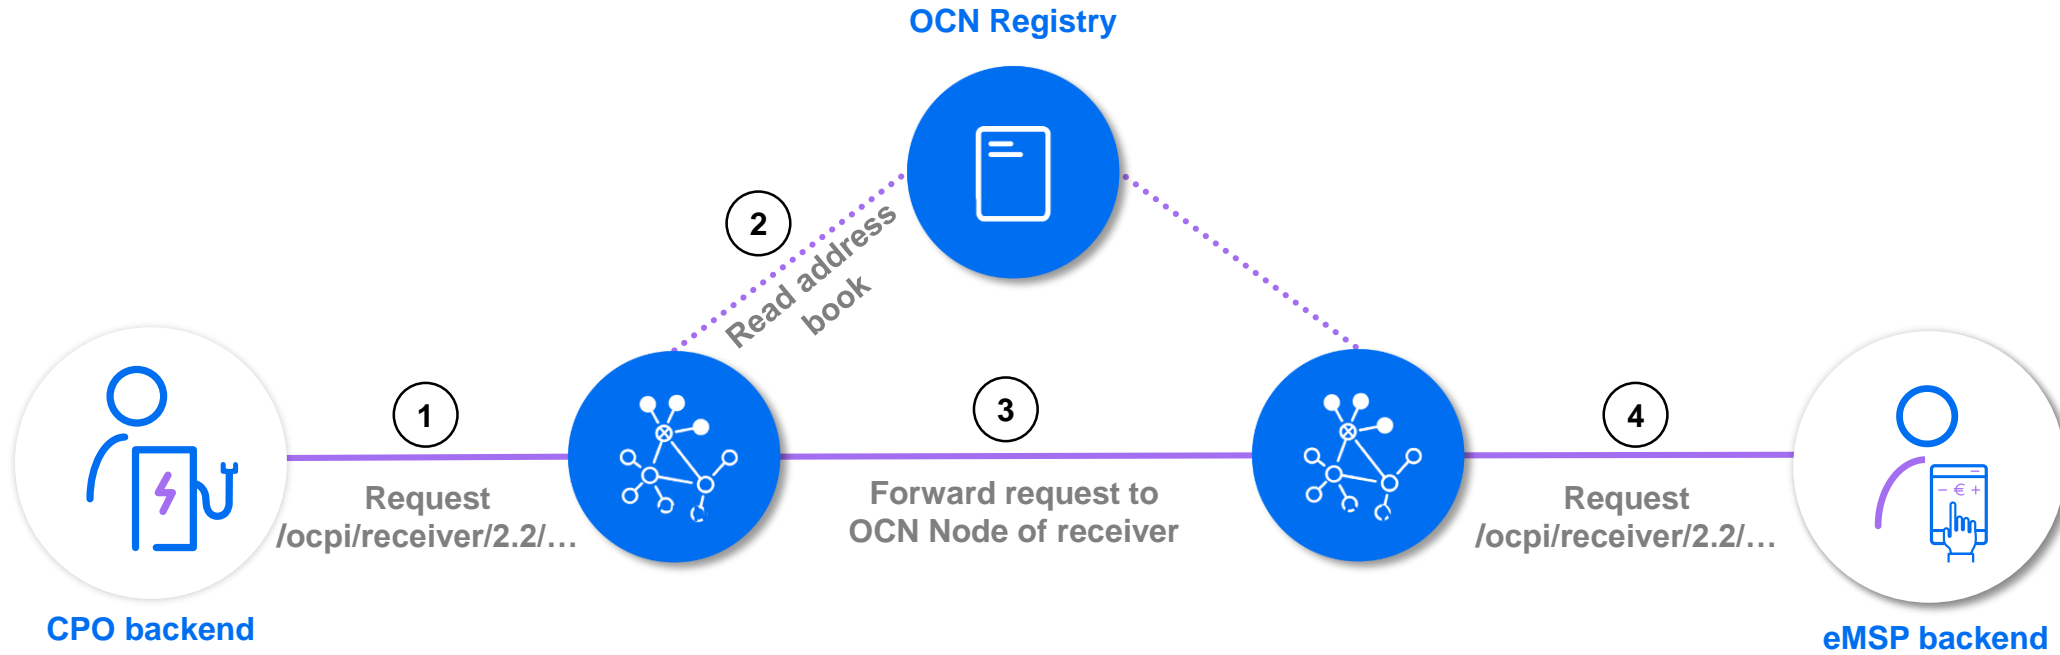 OCN Registry
2
Read address
book
1
3
4
Request
/ocpi/receiver/2.2/…
Forward request to
OCN Node of receiver
Request
/ocpi/receiver/2.2/…
− € +
CPO backend
eMSP backend